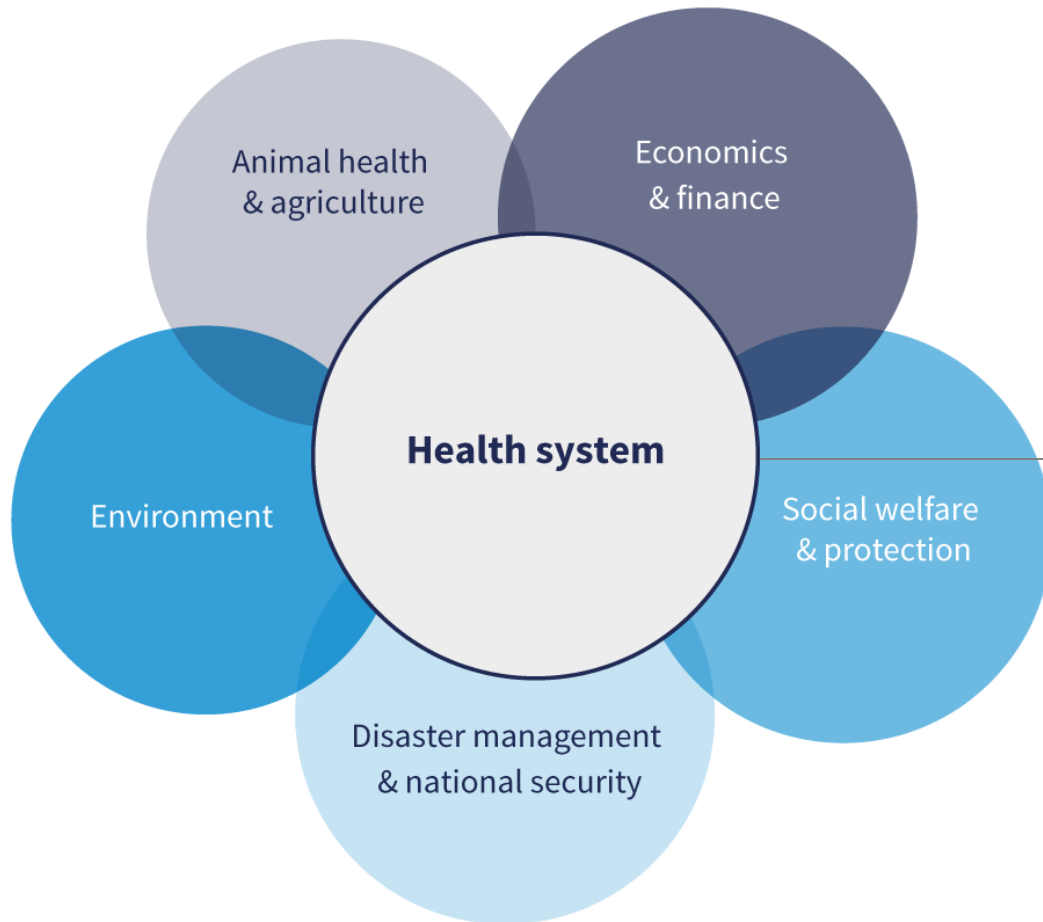 Animal health
& agriculture
Economics
& finance
Health system
Environment
Social welfare
& protection
Disaster management
& national security